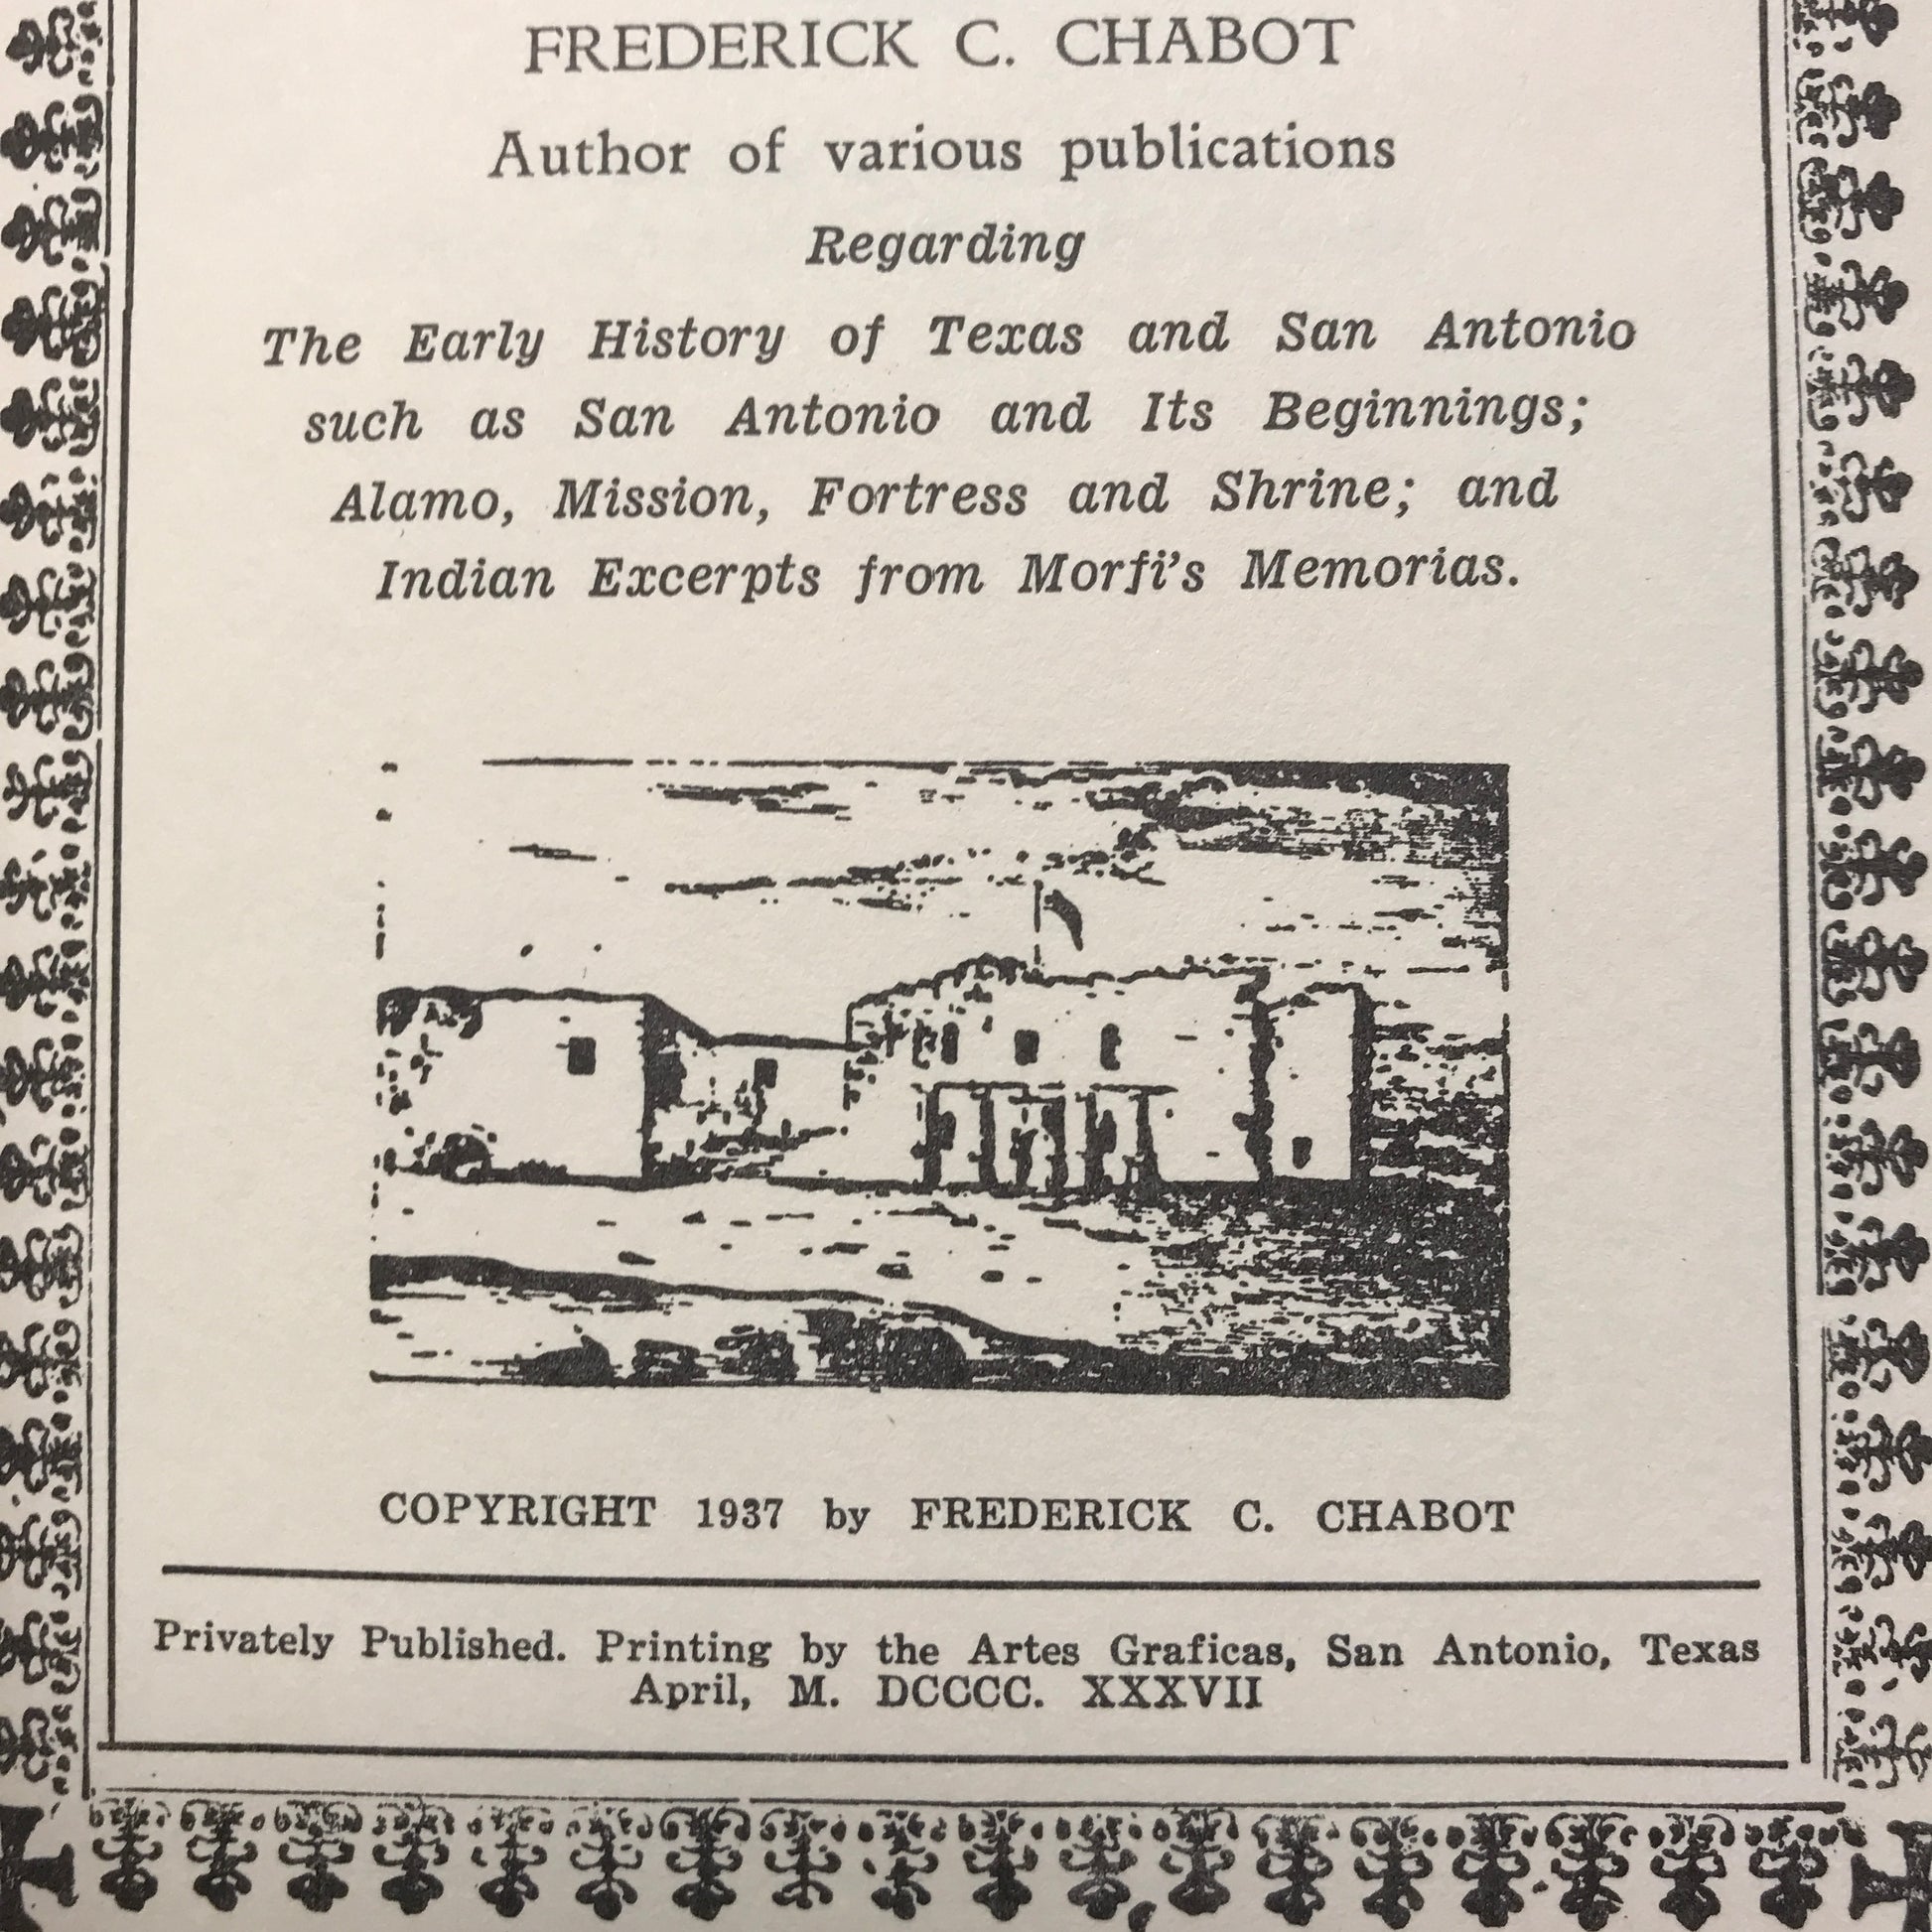 FREDERICK C. CHABOT
Author of various publications
Regarding
The Early History of Texas and San Antonio
such as San Antonio and Its Beginnings;
Alamo, Mission, Fortress and Shrine; and
Indian Excerpts from Morfi's Memorias.
COPYRIGHT 1937 by FREDERICK C. CHABOT
Privately Published. Printing by the Artes Graficas, San Antonio, Texas
April, M. DCCCC. XXXVII